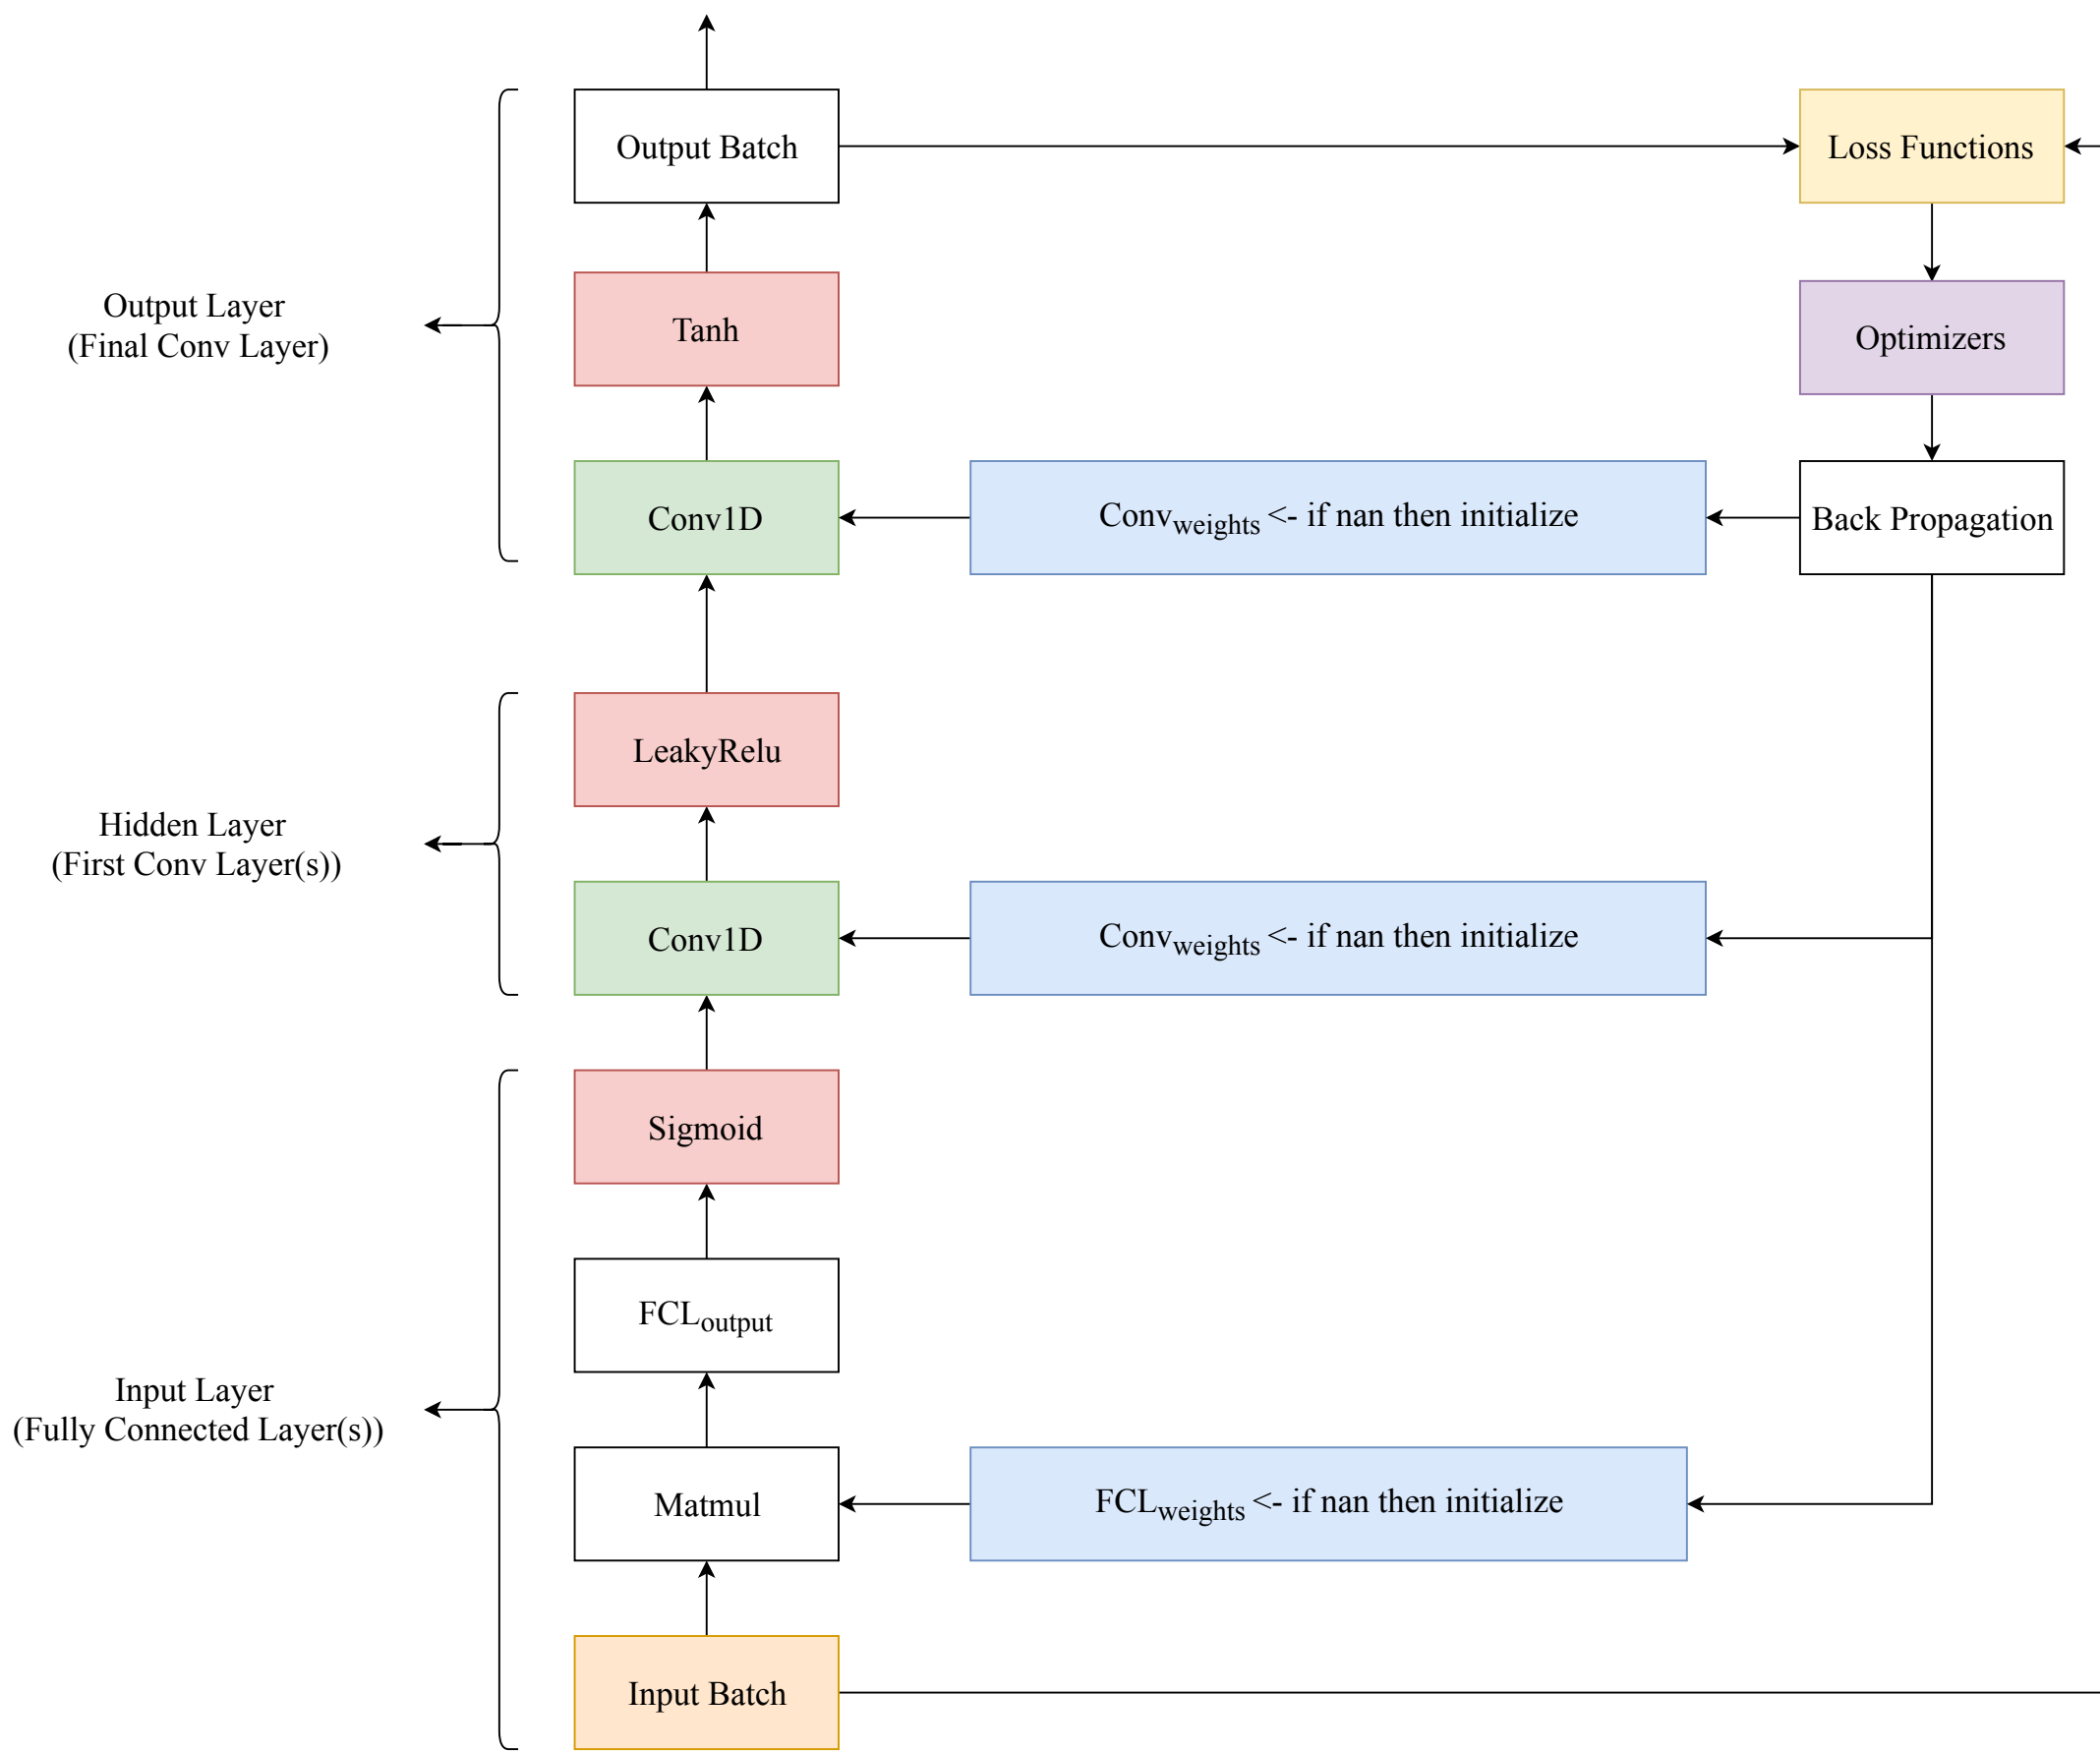 Output Batch
Loss Functions
Output Layer
(Final Conv Layer)
Tanh
Optimizers
Conv1D
Convweights <- if nan then initialize
Back Propagation
LeakyRelu
Hidden Layer
(First Conv Layer(s))
Conv1D
Convweights <- if nan then initialize
Sigmoid
FCLoutput
Input Layer
(Fully Connected Layer(s))
Matmul
FCLweights <- if nan then initialize
Input Batch